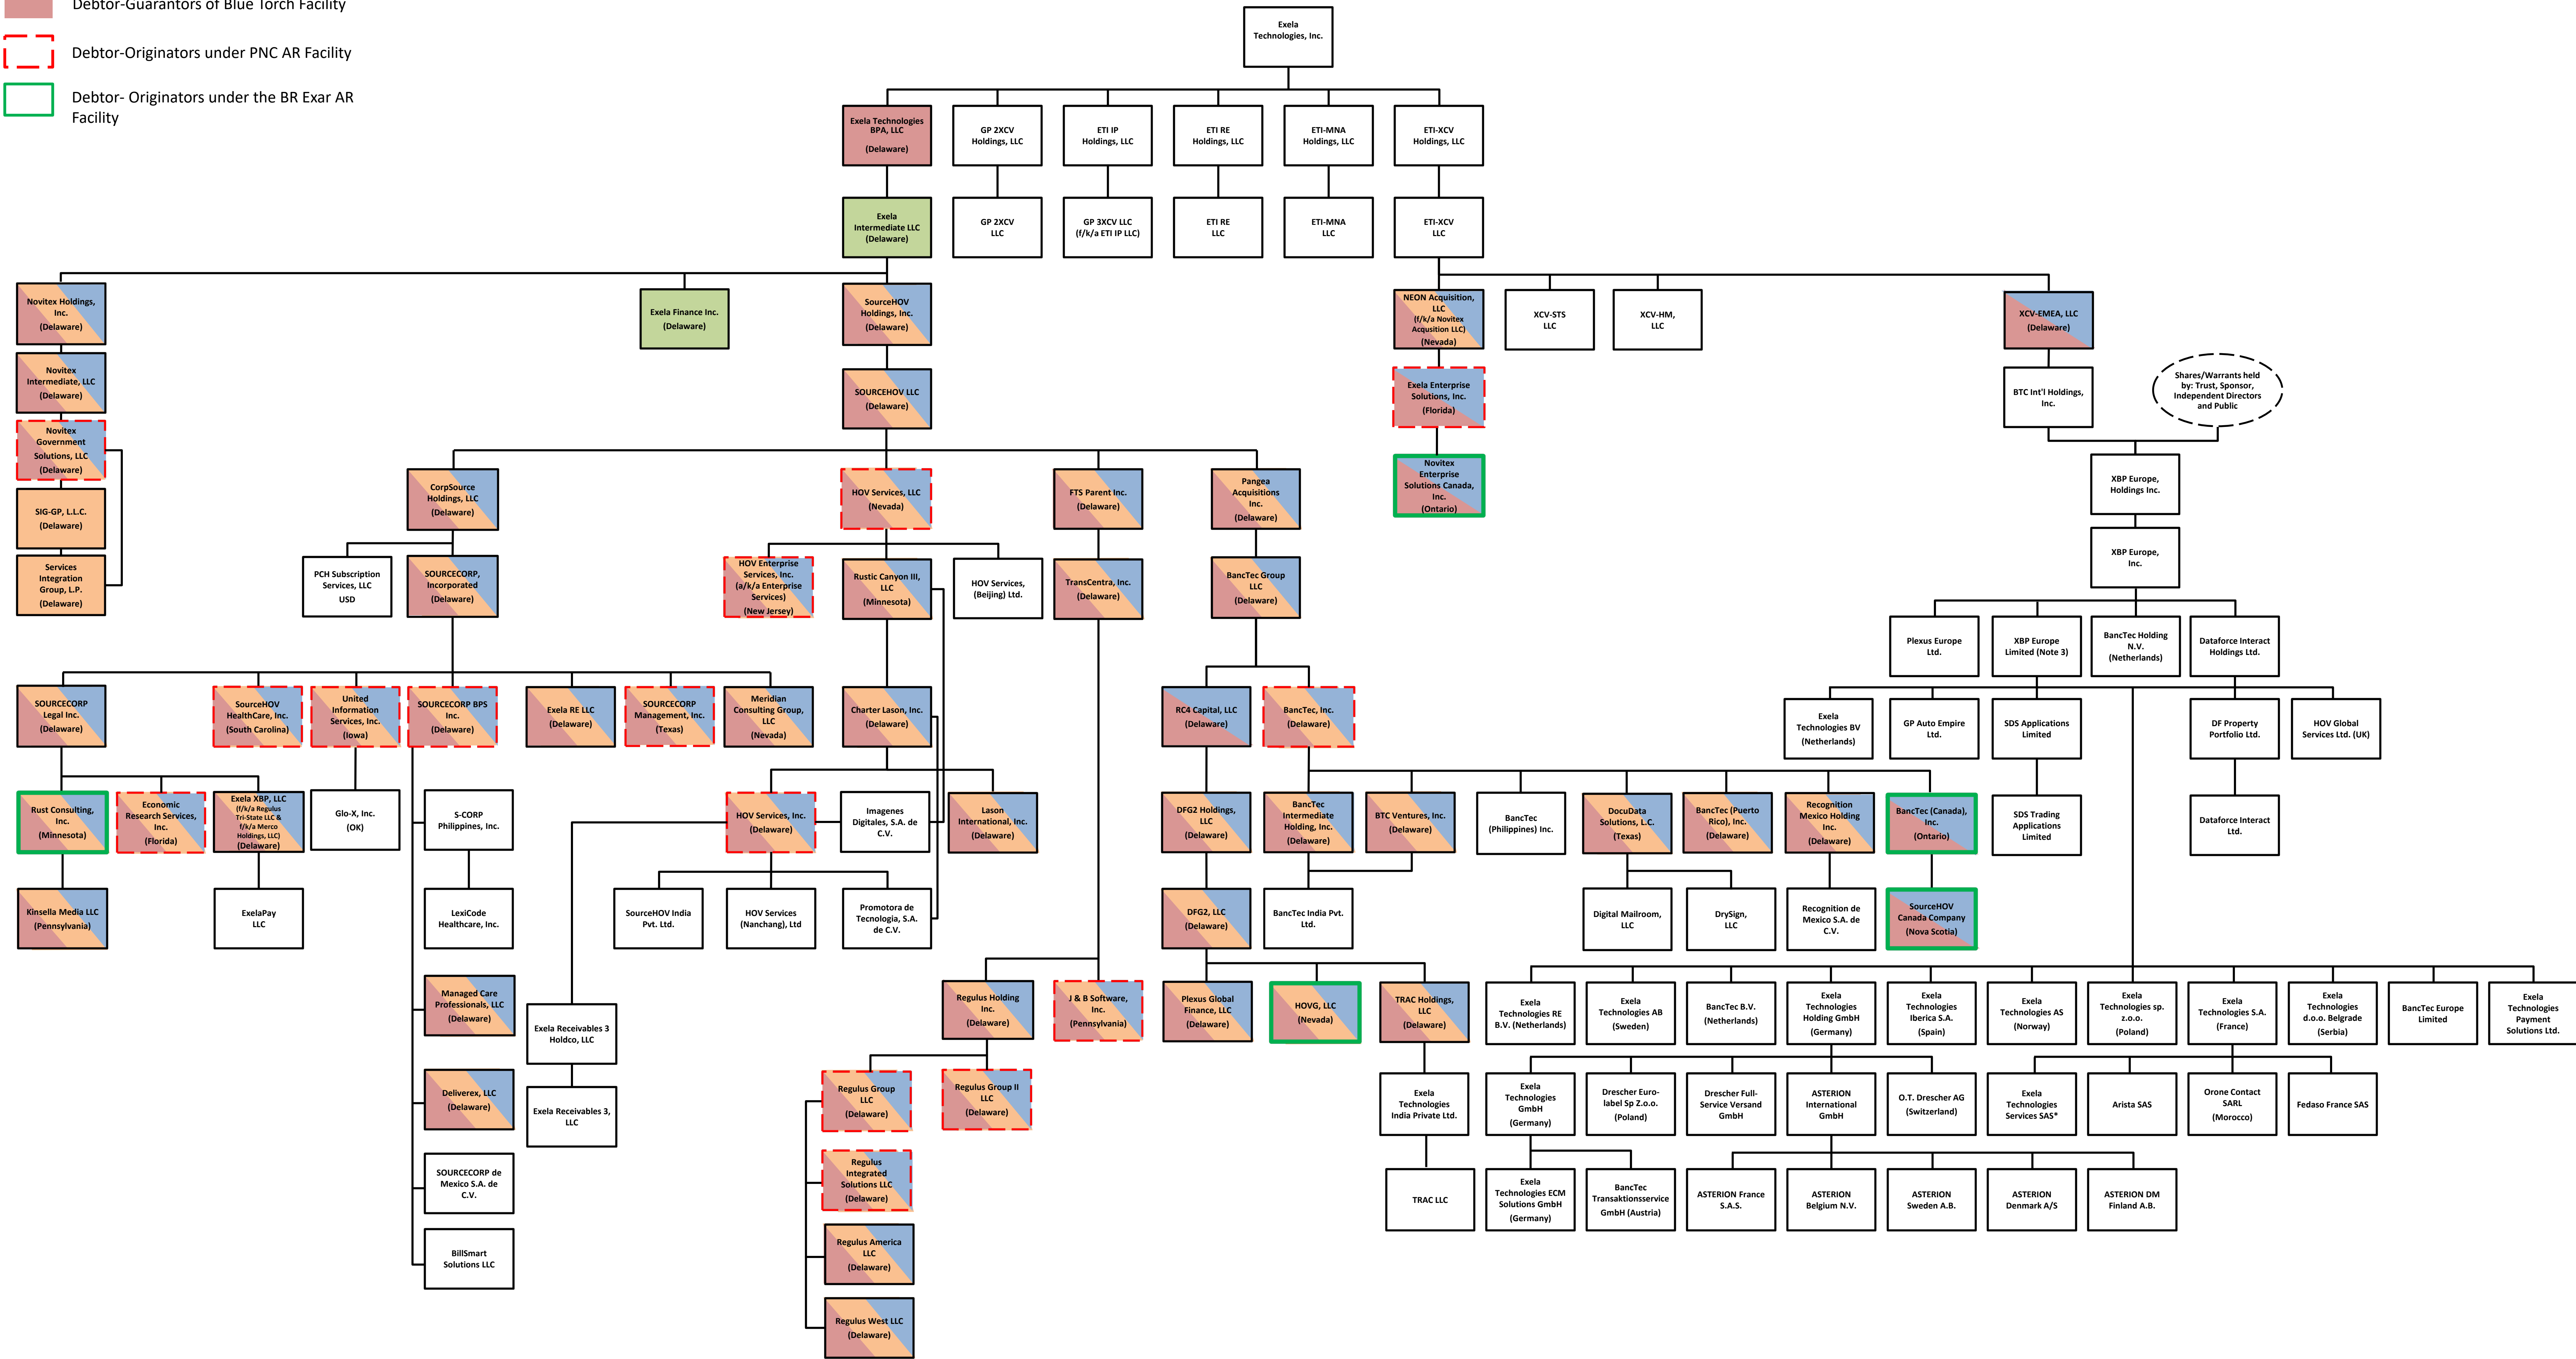 Debtor-Guarantors of Blue Torch Facility
Debtor-Originators under PNC AR Facility
Debtor- Originators under the BR Exar AR
Facility
Exela
Technologies, Inc.
Exela Technologies
BPA, LLC
(Delaware)
GP 2XCV
Holdings, LLC
ETI IP
Holdings, LLC
ETI RE
Holdings, LLC
ETI-MNA
Holdings, LLC
ETI-XCV
Holdings, LLC
Exela
Intermediate LLC
(Delaware)
GP 2XCV
LLC
GP 3XCV LLC
(f/k/a ETI IP LLC)
ETI RE
LLC
ETI-MNA
LLC
ETI-XCV
LLC
Novitex Holdings,
Inc.
(Delaware)
Exela Finance Inc.
(Delaware)
SourceHOV
Holdings, Inc.
(Delaware)
NEON Acquisition,
LLC
(f/k/a Novitex
Acqusition LLC)
(Nevada)
XCV-STS
LLC
XCV-HM,
LLC
XCV-EMEA, LLC
(Delaware)
Novitex
Intermediate, LLC
(Delaware)
SOURCEHOV LLC
(Delaware)
Exela Enterprise
Solutions, Inc.
(Florida)
BTC Int'l Holdings,
Inc.
Shares/Warrants held
by: Trust, Sponsor,
Independent Directors
and Public
Novitex
Government
Solutions, LLC
(Delaware)
SIG-GP, L.L.C.
(Delaware)
Services
Integration
Group, L.P.
(Delaware)
CorpSource
Holdings, LLC
(Delaware)
HOV Services, LLC
(Nevada)
FTS Parent Inc.
(Delaware)
Pangea
Acquisitions
Inc.
(Delaware)
Novitex
Enterprise
Solutions Canada,
Inc.
(Ontario)
XBP Europe,
Holdings Inc.
XBP Europe,
Inc.
PCH Subscription
Services, LLC
USD
SOURCECORP,
Incorporated
(Delaware)
HOV Enterprise
Services, Inc.
(a/k/a Enterprise
Services)
(New Jersey)
Rustic Canyon III,
LLC
(Minnesota)
HOV Services,
(Beijing) Ltd.
TransCentra, Inc.
(Delaware)
BancTec Group
LLC
(Delaware)
Plexus Europe
Ltd.
XBP Europe
Limited (Note 3)
BancTec Holding
N.V.
(Netherlands)
Dataforce Interact
Holdings Ltd.
SOURCECORP
Legal Inc.
(Delaware)
SourceHOV
HealthCare, Inc.
(South Carolina)
United
Information
Services, Inc.
(Iowa)
SOURCECORP BPS
Inc.
(Delaware)
Exela RE LLC
(Delaware)
SOURCECORP
Management, Inc.
(Texas)
Meridian
Consulting Group,
LLC
(Nevada)
Charter Lason, Inc.
(Delaware)
RC4 Capital, LLC
(Delaware)
BancTec, Inc.
(Delaware)
Exela
Technologies BV
(Netherlands)
GP Auto Empire
Ltd.
SDS Applications
Limited
DF Property
Portfolio Ltd.
HOV Global
Services Ltd. (UK)
Rust Consulting,
Inc.
(Minnesota)
Economic
Research Services,
Inc.
(Florida)
Exela XBP, LLC
(f/k/a Regulus
Tri-State LLC &
f/k/a Merco
Holdings, LLC)
(Delaware)
Glo-X, Inc.
(OK)
S-CORP
Philippines, Inc.
HOV Services, Inc.
(Delaware)
Imagenes
Digitales, S.A. de
C.V.
Lason
International, Inc.
(Delaware)
DFG2 Holdings,
LLC
(Delaware)
BancTec
Intermediate
Holding, Inc.
(Delaware)
BTC Ventures, Inc.
(Delaware)
BancTec
(Philippines) Inc.
DocuData
Solutions, L.C.
(Texas)
BancTec (Puerto
Rico), Inc.
(Delaware)
Recognition
Mexico Holding
Inc.
(Delaware)
BancTec (Canada),
Inc.
(Ontario)
SDS Trading
Applications
Limited
Dataforce Interact
Ltd.
Kinsella Media LLC
(Pennsylvania)
ExelaPay
LLC
LexiCode
Healthcare, Inc.
SourceHOV India
Pvt. Ltd.
HOV Services
(Nanchang), Ltd
Promotora de
Tecnologia, S.A.
de C.V.
DFG2, LLC
(Delaware)
BancTec India Pvt.
Ltd.
Digital Mailroom,
LLC
DrySign,
LLC
Recognition de
Mexico S.A. de
C.V.
SourceHOV
Canada Company
(Nova Scotia)
Managed Care
Professionals, LLC
(Delaware)
Exela Receivables 3
Holdco, LLC
Regulus Holding
Inc.
(Delaware)
J & B Software,
Inc.
(Pennsylvania)
Plexus Global
Finance, LLC
(Delaware)
HOVG, LLC
(Nevada)
TRAC Holdings,
LLC
(Delaware)
Exela
Technologies RE
B.V. (Netherlands)
Exela
Technologies AB
(Sweden)
BancTec B.V.
(Netherlands)
Exela
Technologies
Holding GmbH
(Germany)
Exela
Technologies
Iberica S.A.
(Spain)
Exela
Technologies AS
(Norway)
Exela
Technologies sp.
z.o.o.
(Poland)
Exela
Technologies S.A.
(France)
Exela
Technologies
d.o.o. Belgrade
(Serbia)
BancTec Europe
Limited
Exela
Technologies
Payment
Solutions Ltd.
Deliverex, LLC
(Delaware)
Exela Receivables 3,
LLC
Regulus Group
LLC
(Delaware)
Regulus Group II
LLC
(Delaware)
Exela
Technologies
India Private Ltd.
Exela
Technologies
GmbH
(Germany)
Drescher Euro-
label Sp Z.o.o.
(Poland)
Drescher Full-
Service Versand
GmbH
ASTERION
International
GmbH
O.T. Drescher AG
(Switzerland)
Exela
Technologies
Services SAS*
Arista SAS
Orone Contact
SARL
(Morocco)
Fedaso France SAS
SOURCECORP de
Mexico S.A. de
C.V.
Regulus
Integrated
Solutions LLC
(Delaware)
TRAC LLC
Exela
Technologies ECM
Solutions GmbH
(Germany)
BancTec
Transaktionsservice
GmbH (Austria)
ASTERION France
S.A.S.
ASTERION
Belgium N.V.
ASTERION
Sweden A.B.
ASTERION
Denmark A/S
ASTERION DM
Finland A.B.
BillSmart
Solutions LLC
Regulus America
LLC
(Delaware)
Regulus West LLC
(Delaware)